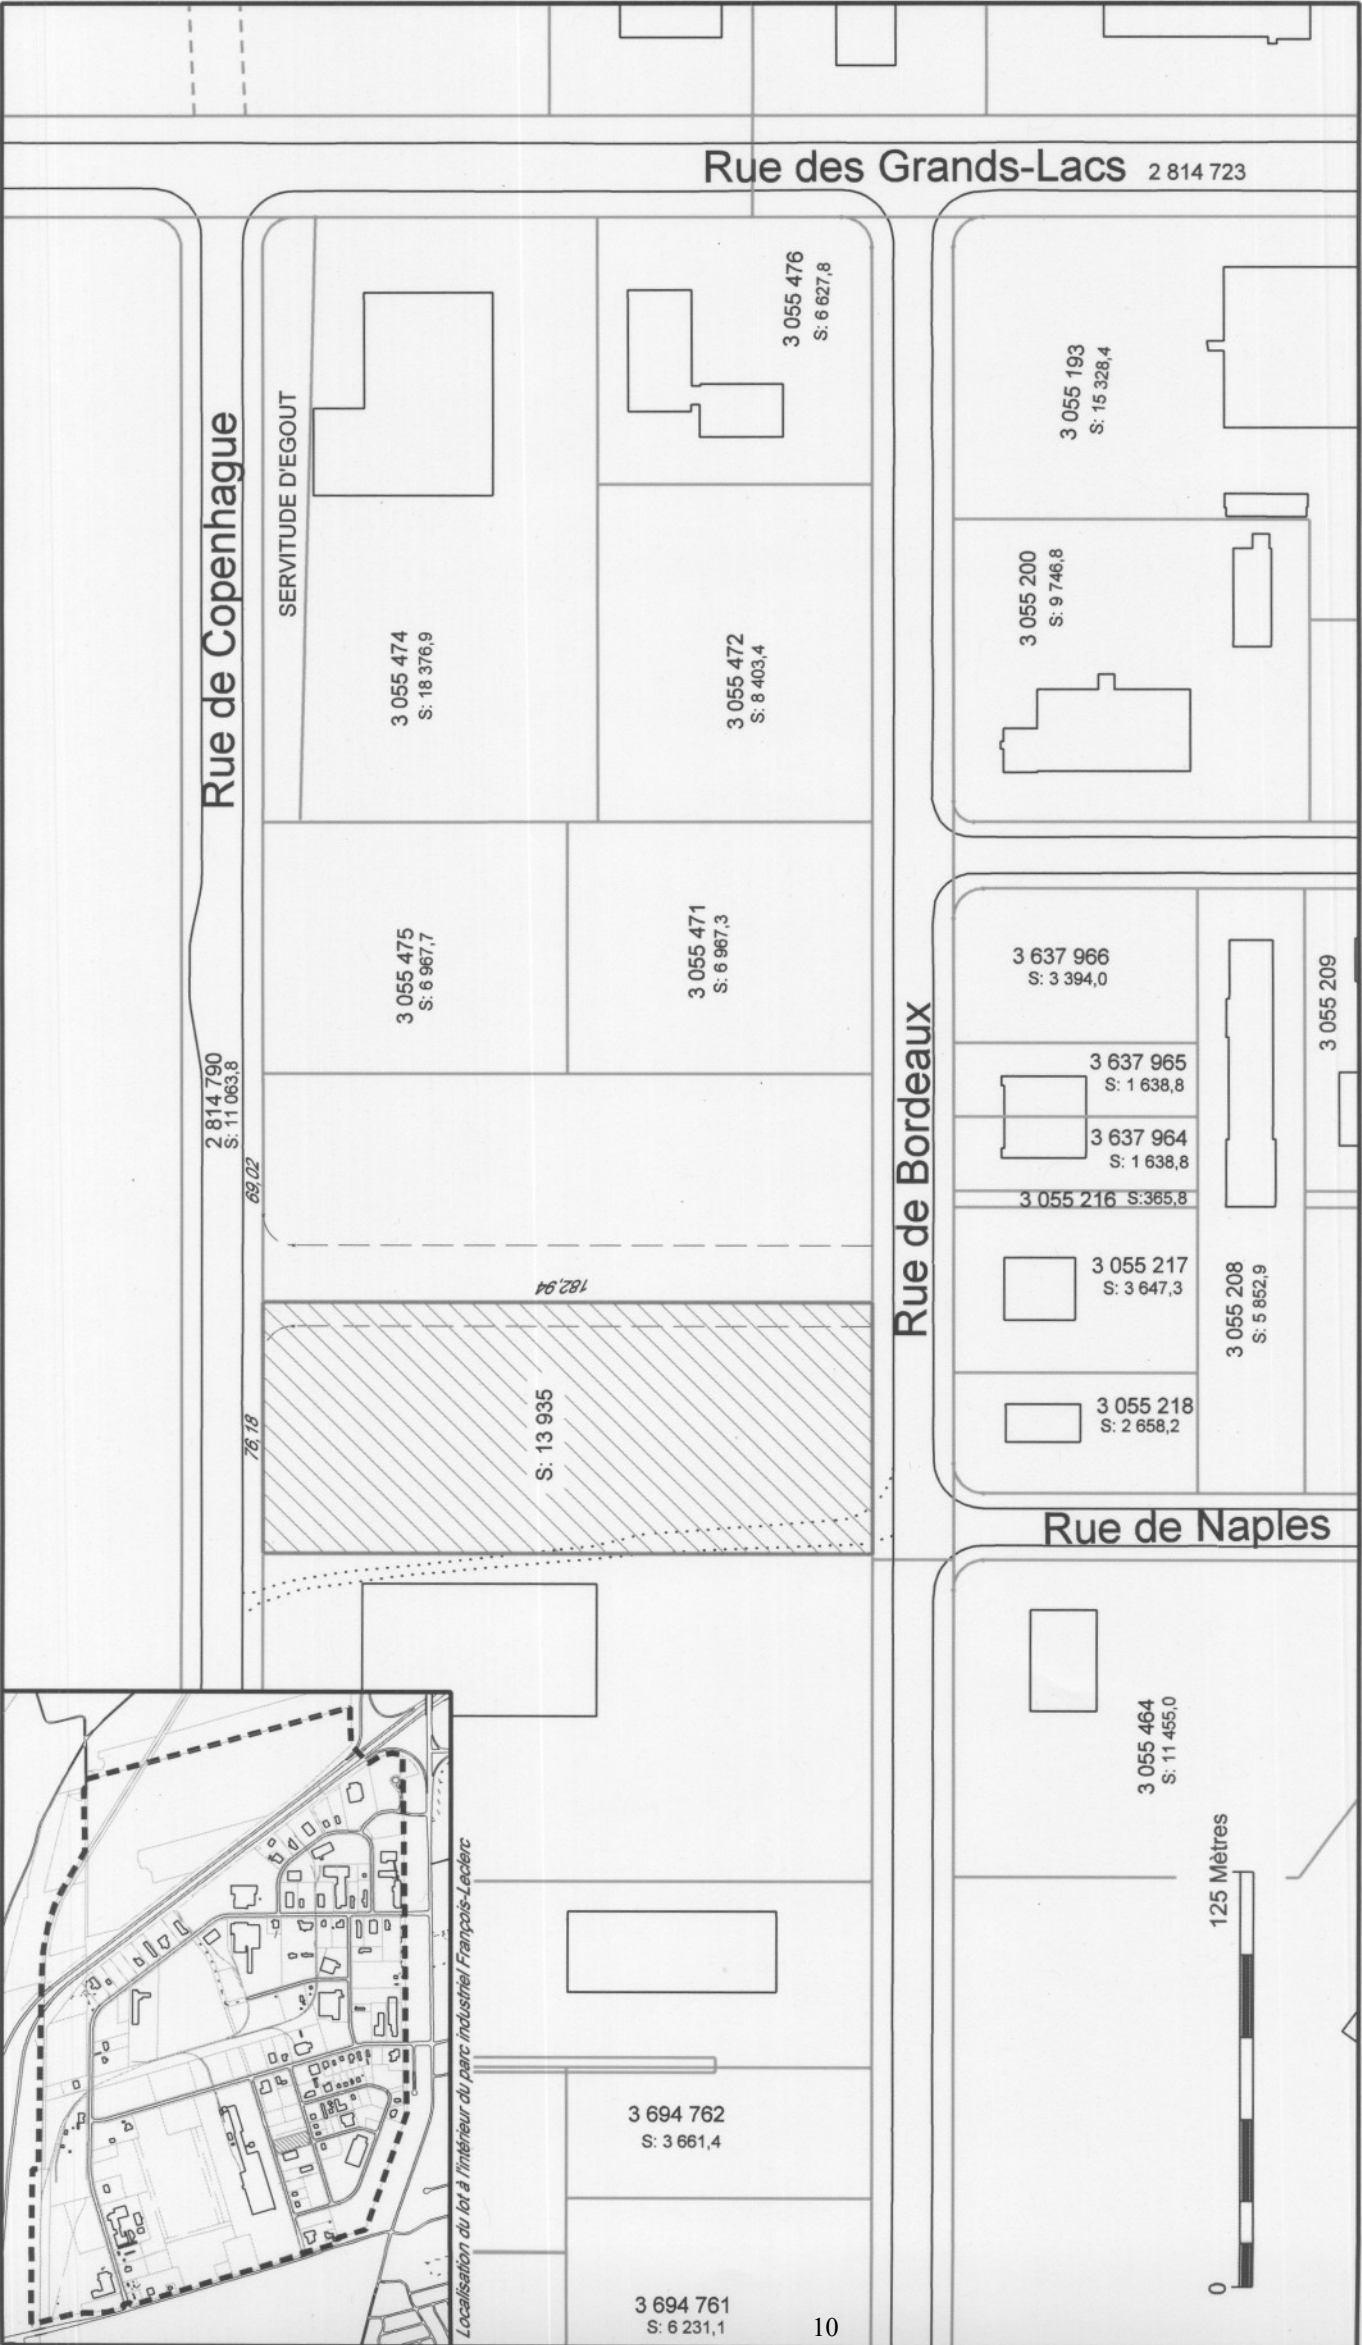 Rue des Grands-Lacs 2 814 723
3 055 476
S: 6 627,8
3 055 193
S: 15 328,4
Rue de Copenhague
SERVITUDE D'EGOUT
3 055 474
S: 18 376,9
3 055 472
S: 8 403,4
3 055 200
S: 9 746,8
3 055 475
S: 6 967,7
3 055 471
S: 6 967,3
3 637 966
S: 3 394,0
3 055 209
2 814 790
S: 11 063,8
Rue de Bordeaux
3 637 965
S: 1 638,8
3 637 964
S: 1 638,8
3 055 216 S:365,8
69,02
182,94
3 055 217
S: 3 647,3
3 055 208
S: 5 852,9
76,18
S: 13 935
3 055 218
S: 2 658,2
Rue de Naples
3 055 464
S: 11 455,0
Localisation du lot à l'intérieur du parc industriel François-Leclerc
125 Mètres
0
3 694 762
S: 3 661,4
3 694 761
S: 6 231,1
10